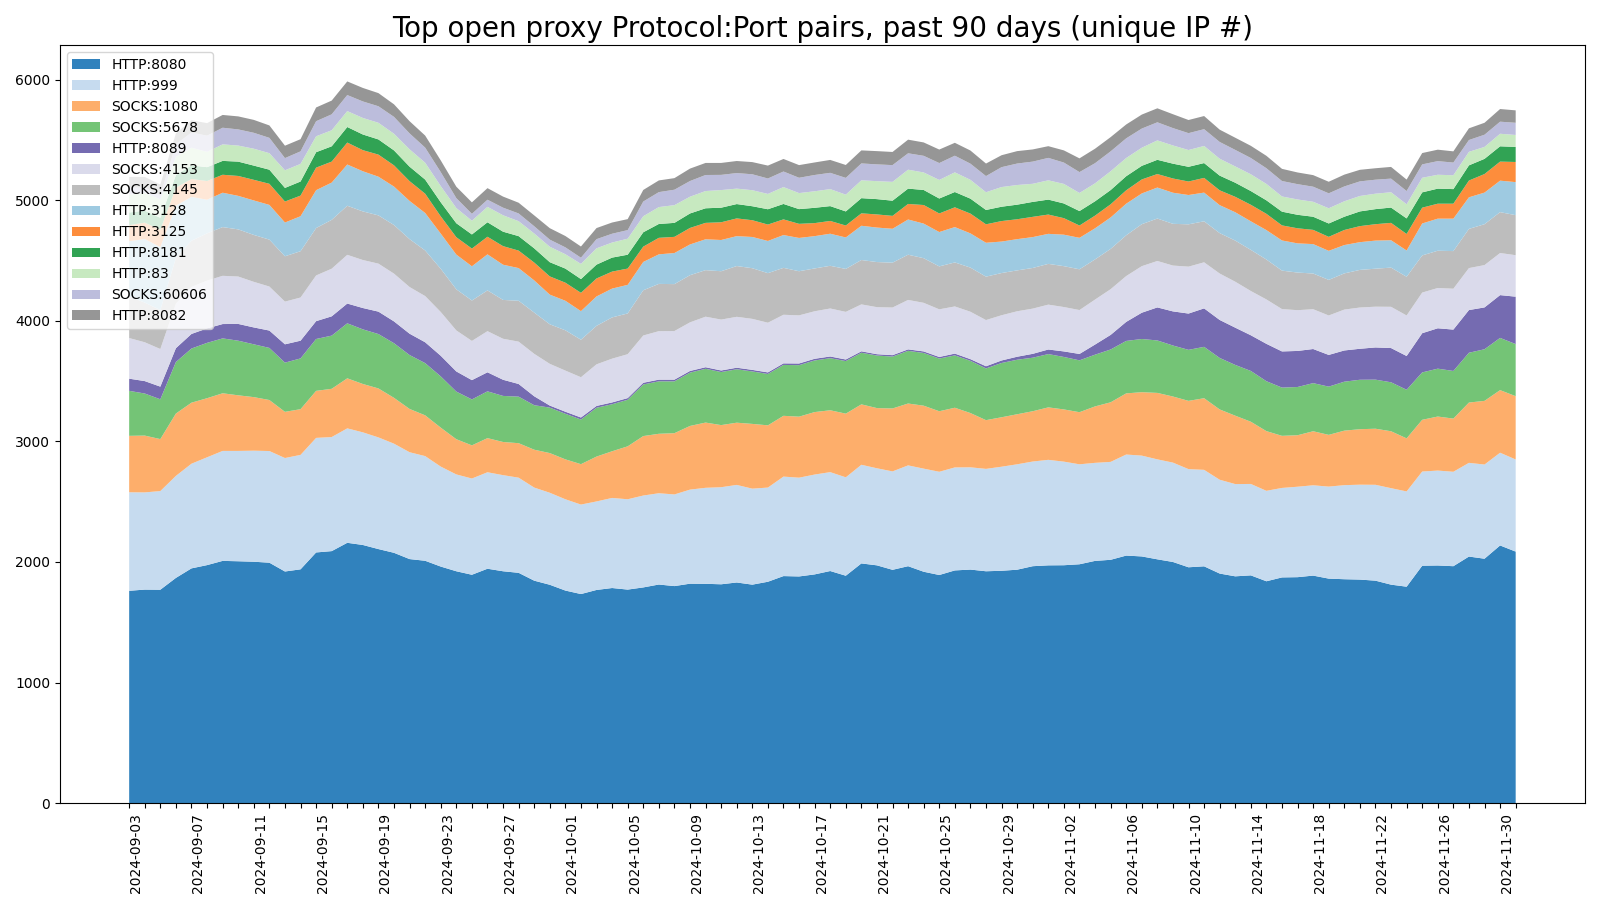 Top open proxy Protocol:Port pairs, past 90 days (unique IP #)
6000
5000
4000
3000
2000
1000
0
HTTP:8080
HTTP:999
SOCKS:1080
SOCKS:5678
HTTP:8089
SOCKS:4153
SOCKS:4145
HTTP:3128
HTTP:3125
HTTP:8181
HTTP:83
SOCKS:60606
HTTP:8082
2024-09-03
2024-09-07
2024-09-11
2024-09-15
2024-09-19
2024-09-23
2024-09-27
2024-10-01
2024-10-05
2024-10-09
2024-10-13
2024-10-17
2024-10-21
2024-10-25
2024-10-29
2024-11-02
2024-11-06
2024-11-10
2024-11-14
2024-11-18
2024-11-22
2024-11-26
2024-11-30